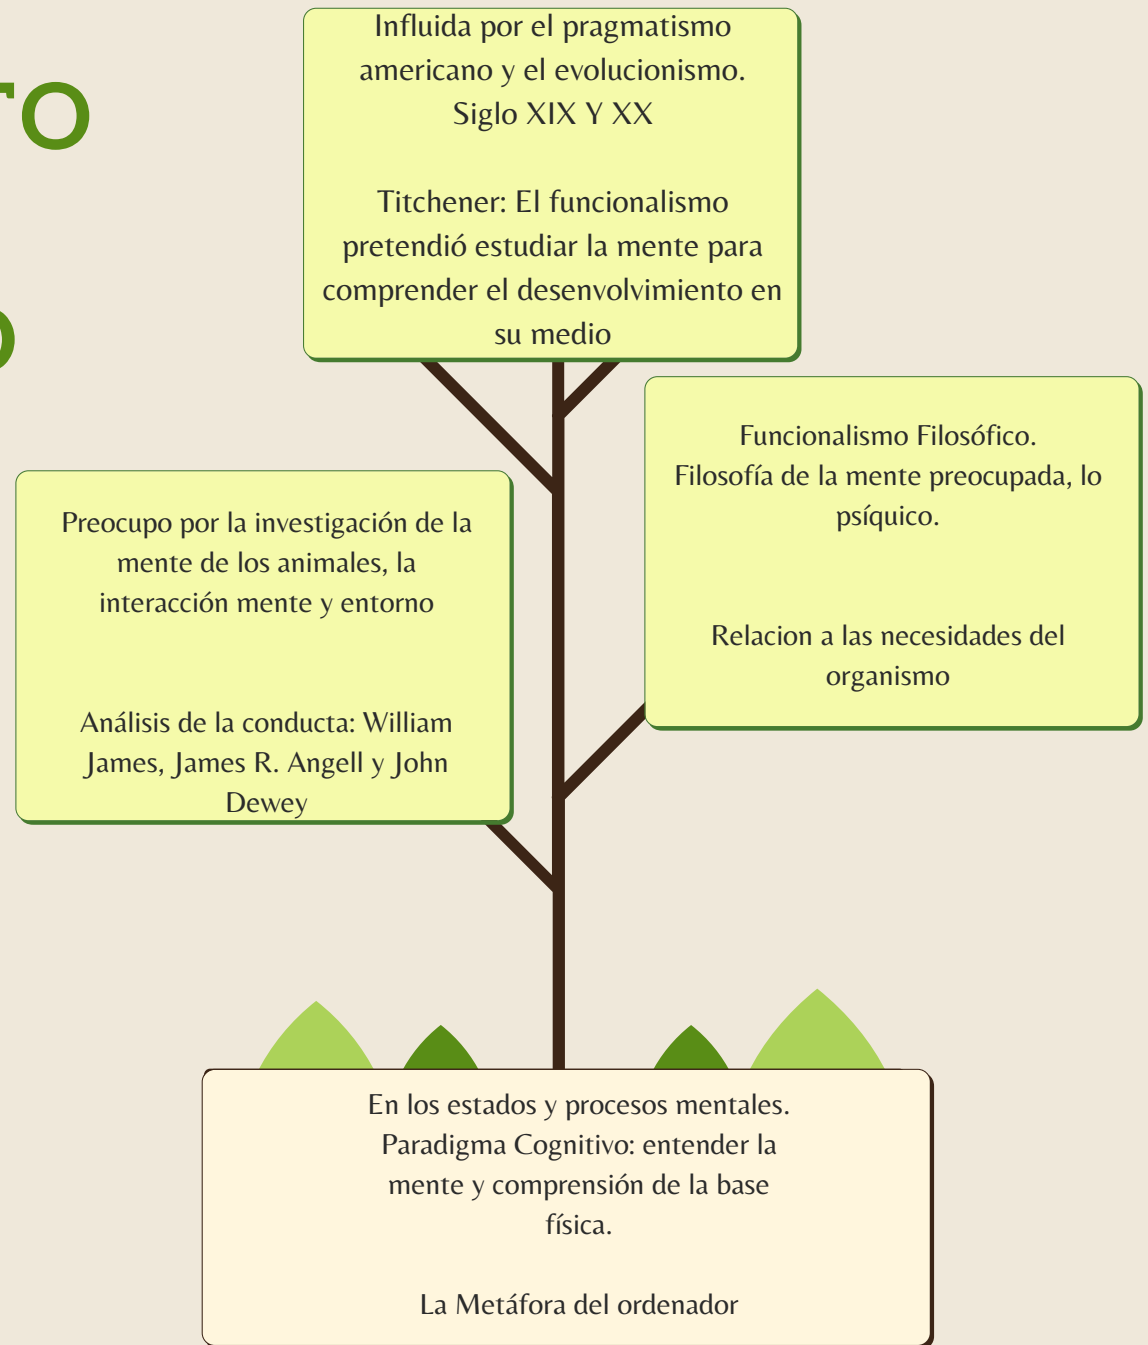 TO
O
Influida por el pragmatismo
americano y el evolucionismo.
Siglo XIX Y XX
Titchener: El funcionalismo
pretendió estudiar la mente para
comprender el desenvolvimiento en
su medio
Funcionalismo Filosófico.
Filosofía de la mente preocupada, lo
psíquico.
Relacion a las necesidades del
organismo
Preocupo por la investigación de la
mente de los animales, la
interacción mente y entorno
Análisis de la conducta: William
James, James R. Angell y John
Dewey
En los estados y procesos mentales.
Paradigma Cognitivo: entender la
mente y comprensión de la base
física.
La Metáfora del ordenador